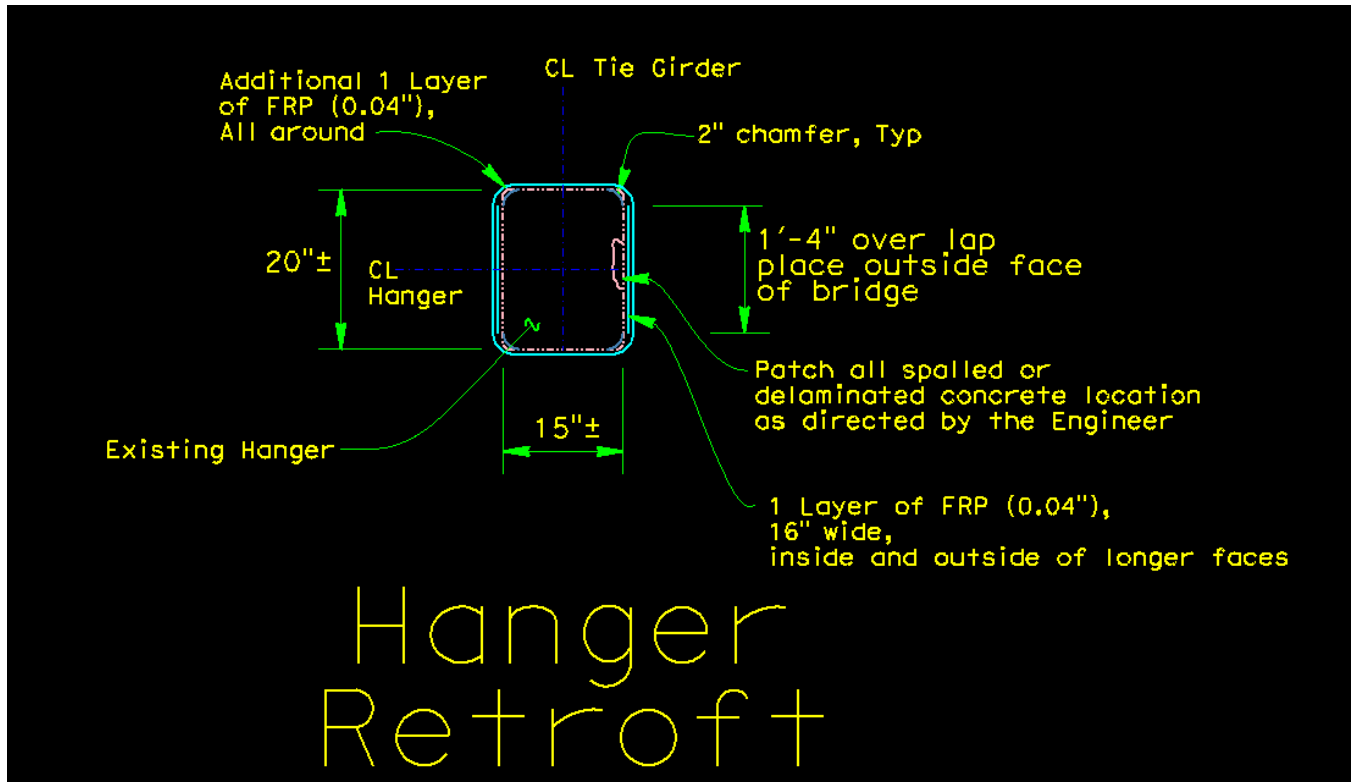 CL Tie Girder
Additional 1 Layer
of FRP (0.04"),
All around
2" chamfer, Typ
20"±
CL
Hanger
1'-4" over lap
place outside face
of bridge
Patch all spalled or
delaminated concrete location
as directed by the Engineer
15"±
Existing Hanger
1 Layer of FRP (0.04"),
16" wide,
inside and outside of longer faces
Hanger
Retroft